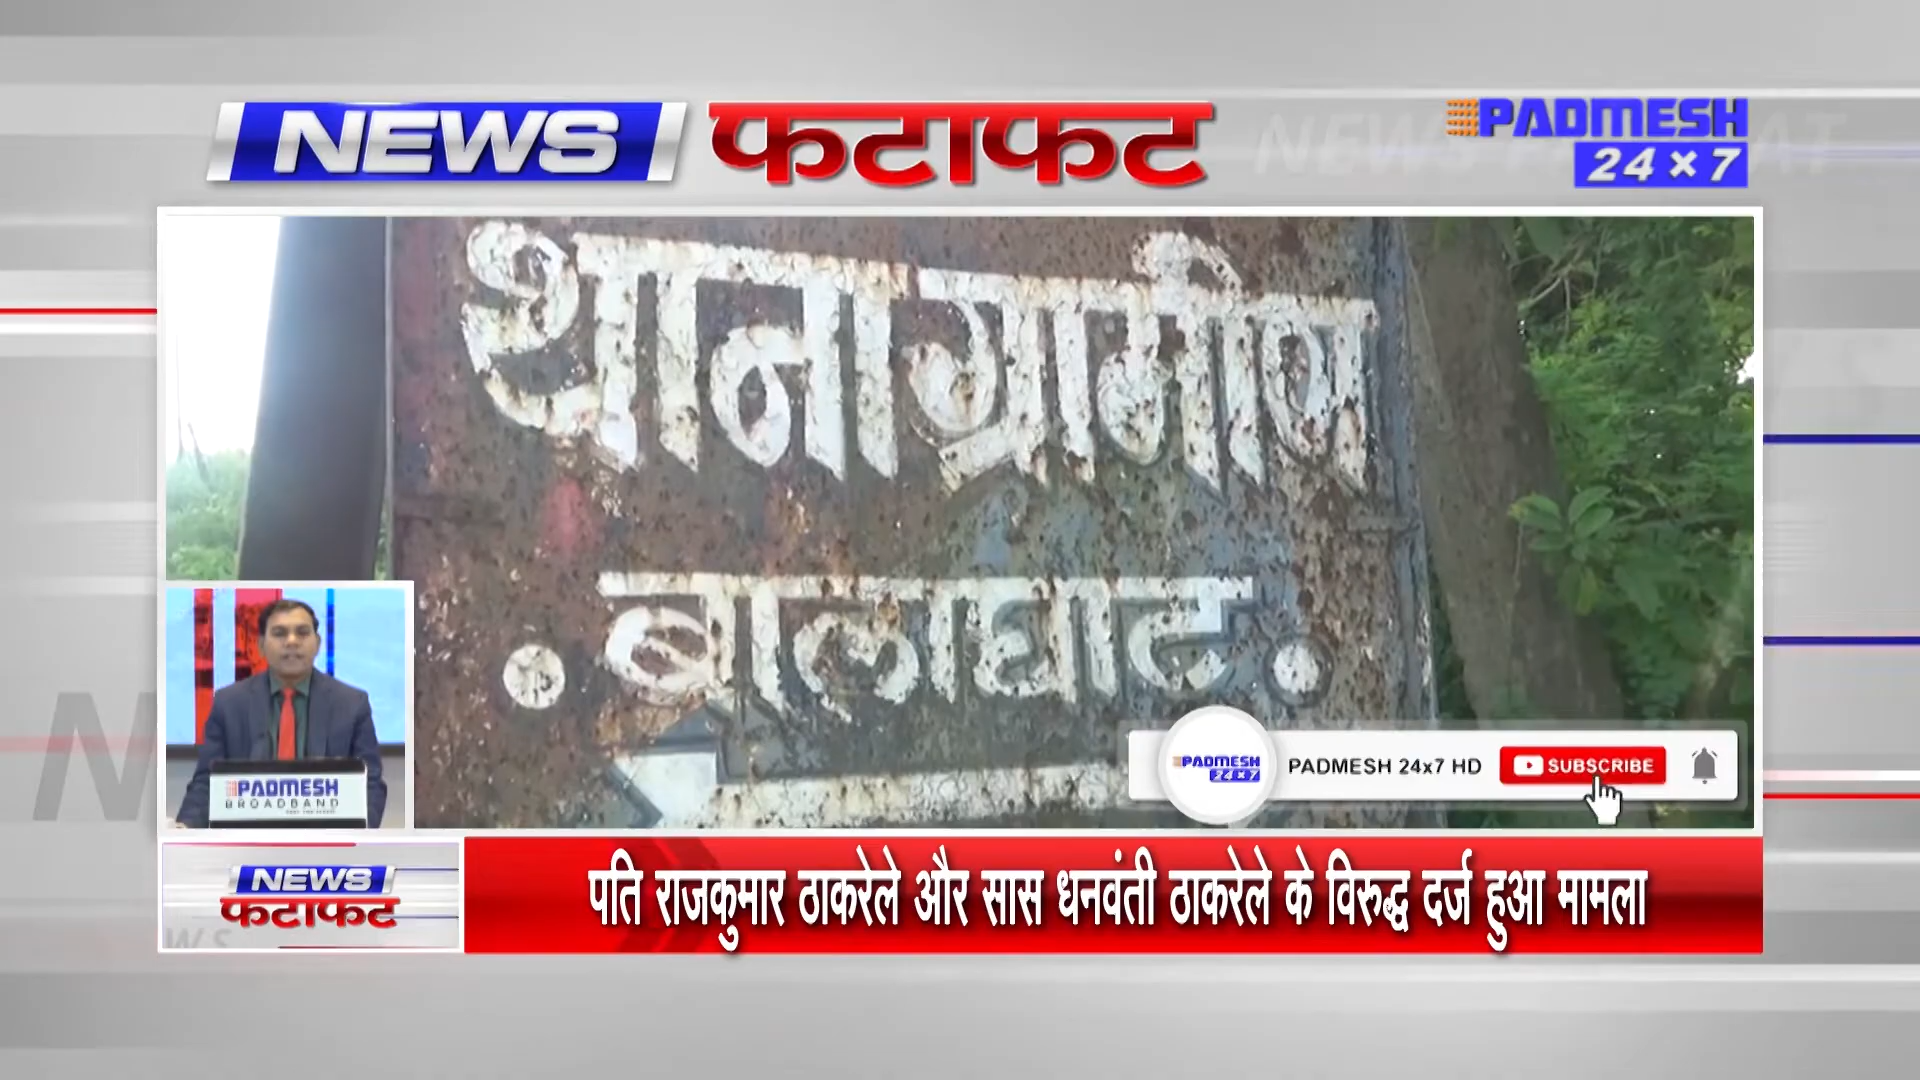 NEWS फटाफट
PADMESH
24×7
थाना ग्रामीण
. बालाघाट .
PADMESH
24×7
PADMESH 24x7 HD
SUBSCRIBE
PADMESH
BROADBAND
NEWS
फटाफट
पति राजकुमार ठाकरेले और सास धनवंती ठाकरेले के विरुद्ध दर्ज हुआ मामला